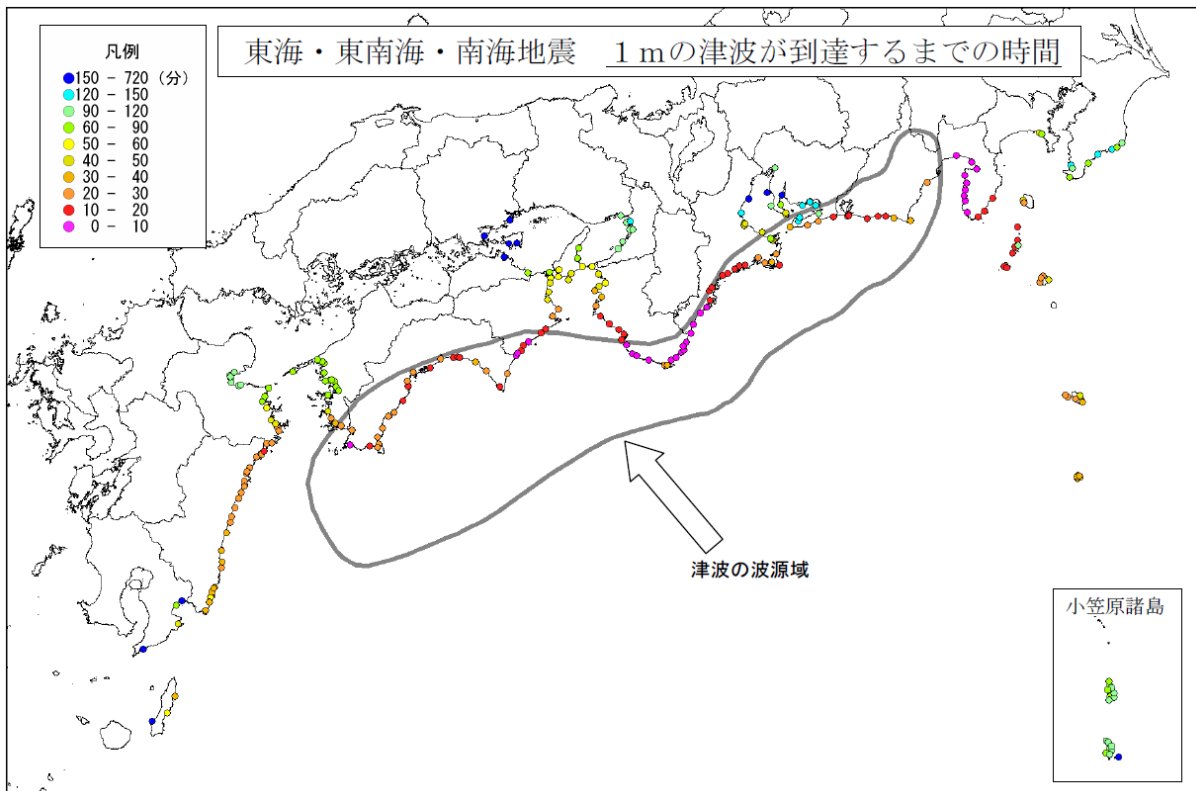 東海・東南海・南海地震　１ｍの津波が到達するまでの時間
凡例
150 － 720（分）
120 － 150
90 － 120
60 － 90
50 － 60
40 － 50
30 － 40
20 － 30
10 － 20
0 － 10
津波の波源域
小笠原諸島